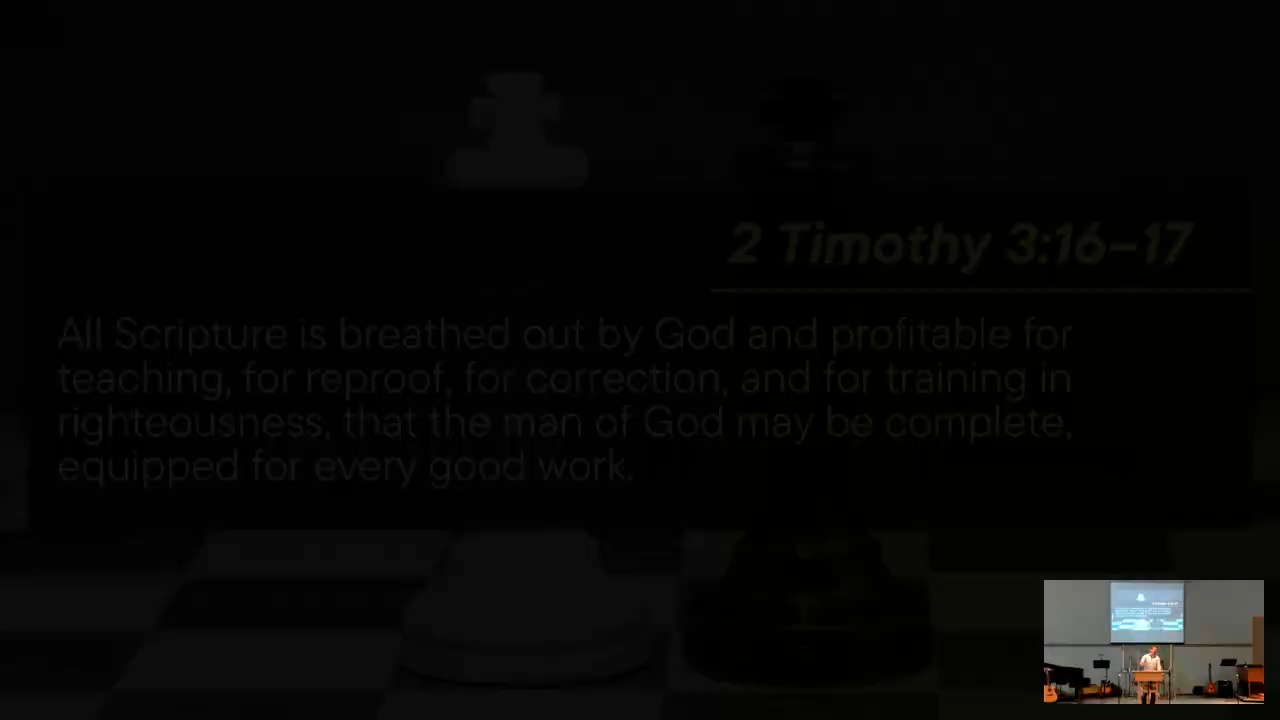 2 Timothy 3:16–17
All Scripture is breathed out by God and profitable for
teaching, for reproof, for correction, and for training in
righteousness, that the man of God may be complete,
equipped for every good work.